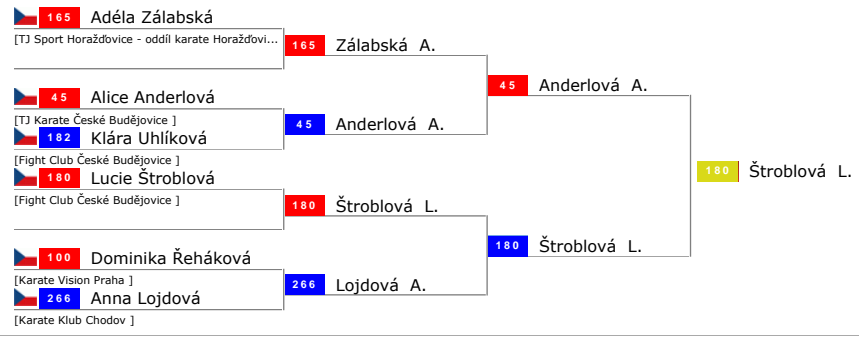 165 Adéla Zálabská
[TJ Sport Horažďovice - oddíl karate Horažďovi...
165 Zálabská A.
45 Anderlová A.
45 Alice Anderlová
[TJ Karate České Budějovice ]
45 Anderlová A.
182 Klára Uhlíková
[Fight Club České Budějovice ]
180 Štroblová L.
180 Lucie Štroblová
[Fight Club České Budějovice ]
180 Štroblová L.
180 Štroblová L.
100 Dominika Řeháková
[Karate Vision Praha ]
266 Lojdová A.
266 Anna Lojdová
[Karate Klub Chodov ]